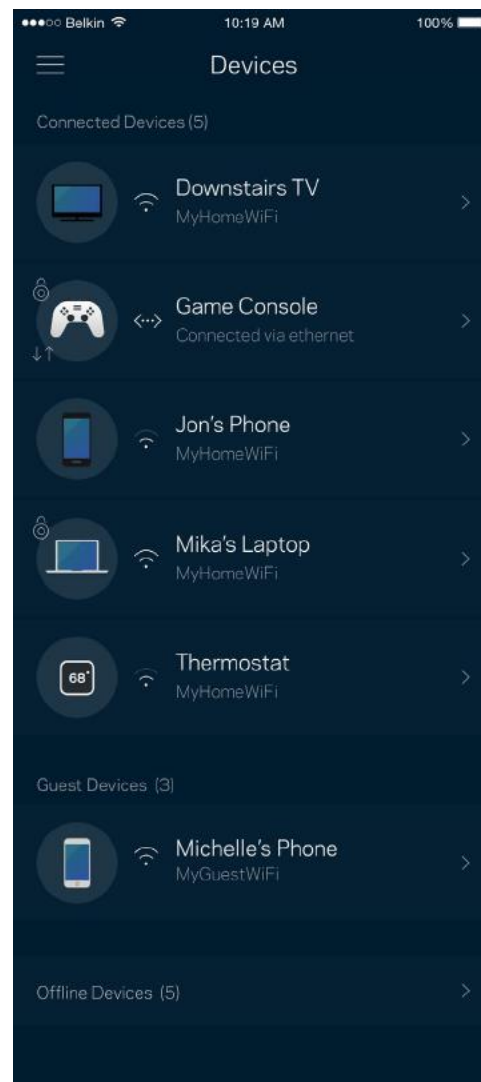 Belkin 10:19 AM 100%
Devices
Connected Devices (5)
Downstairs TV
MyHomeWiFi
Game Console
Connected via ethernet
Jon's Phone
MyHomeWiFi
Mika's Laptop
MyHomeWiFi
68°
Thermostat
MyHomeWiFi
Guest Devices (3)
Michelle's Phone
MyGuestWiFi
Offline Devices (5)